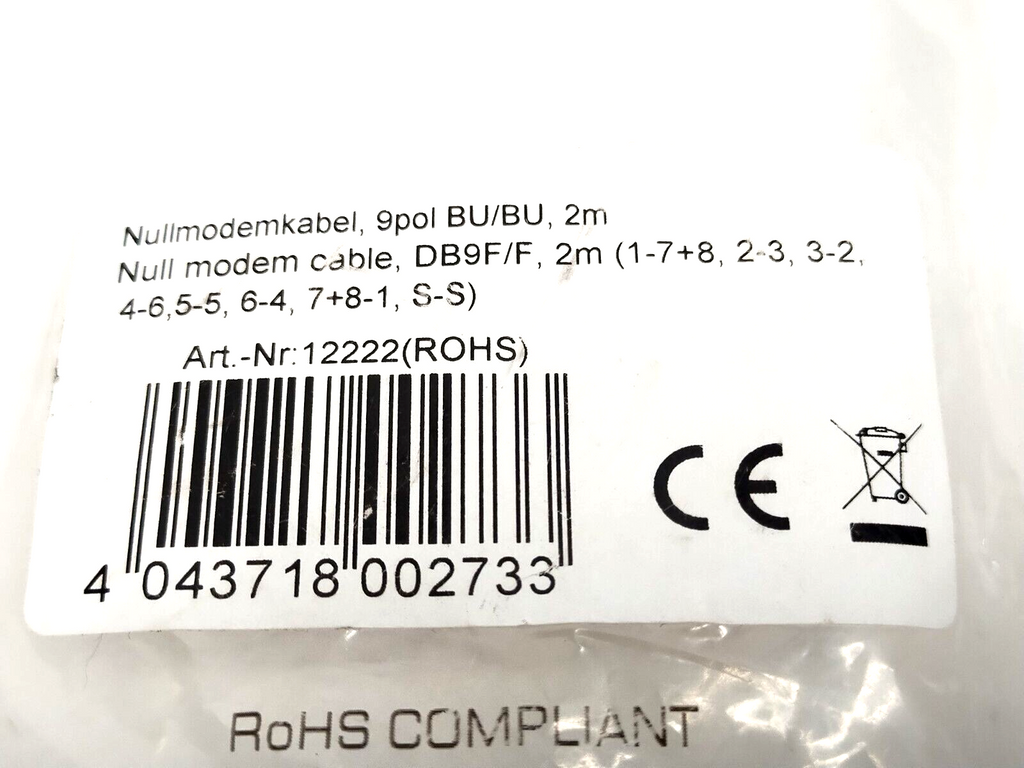 Nullmodemkabel, 9pol BU/BU, 2m
Null modem cable, DB9F/F, 2m (1-7+8, 2-3, 3-2,
4-6,5-5, 6-4, 7+8-1, S-S)
Art.-Nr:12222(ROHS)
4 043718 002733
CE
RoHS COMPLIANT